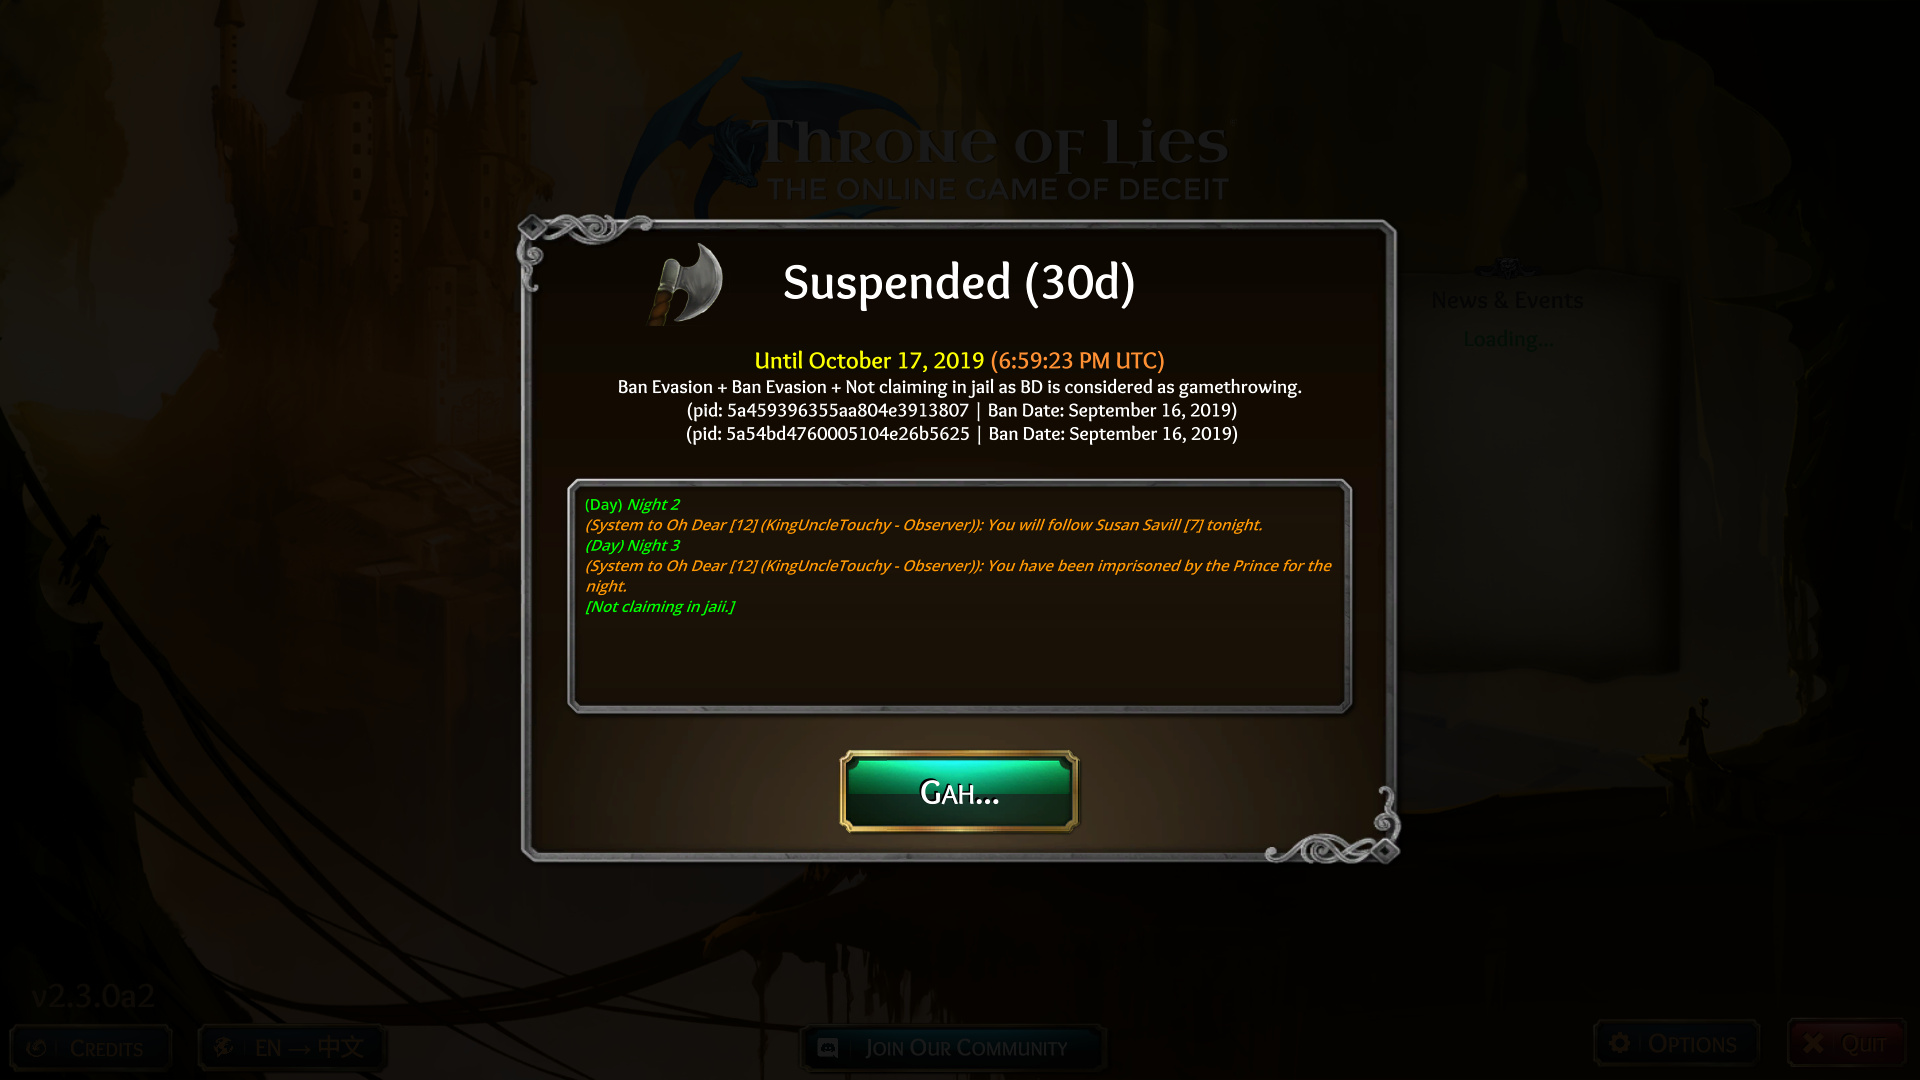 Throne of Lies
THE ONLINE GAME OF DECEIT
Suspended (30d)
Until October 17, 2019 (6:59:23 PM UTC)
Ban Evasion + Ban Evasion + Not claiming in jail as BD is considered as gamethrowing.
(pid: 5a459396355aa804e3913807 | Ban Date: September 16, 2019)
(pid: 5a54bd4760005104e26b5625 | Ban Date: September 16, 2019)
News & Events
Loading...
(Day) Night 2
(System to Oh Dear [12] (KingUncleTouchy - Observer)): You will follow Susan Savill [7] tonight.
(Day) Night 3
(System to Oh Dear [12] (KingUncleTouchy - Observer)): You have been imprisoned by the Prince for the
night.
[Not claiming in jaii.]
Gah...
v2.3.0a2
Credits
EN → 中文
Join Our Community
Options
Quit